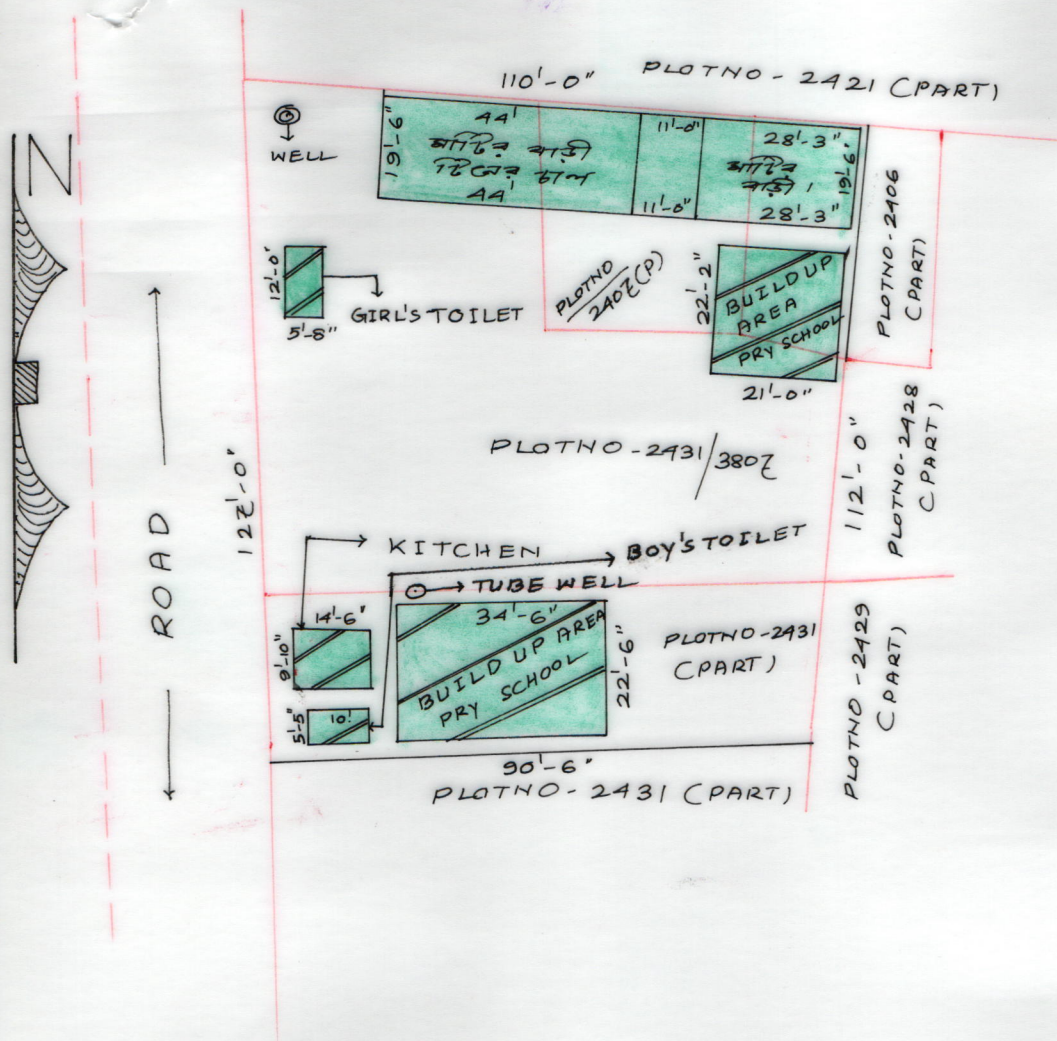 110'-0"
PLOTNO - 2421 (PART)
N
WELL
19'-6"
44'
মাটির বাড়ী
টিনের চাল
44'
11'-0"
11'-0"
28'-3"
মাটির
বাড়ী।
28'-3"
19'-6"
PLOTNO-2406
(PART)
12'-0"
5'-8"
GIRL'S TOILET
PLOTNO
240Z(P)
22'-2"
BUILD UP
AREA
PRY SCHOOL
21'-0"
PLOTNO-2431/380Z
112'-0"
PLOTNO-2428
(PART)
12Z'-0"
ROAD
KITCHEN
BOY'S TOILET
TUBE WELL
14'-6"
9'-10"
34'-6"
BUILD UP AREA
PRY SCHOOL
22'-6"
PLOTNO-2431
(PART)
PLOTNO-2429
(PART)
5'-5"
10'
90'-6"
PLOTNO-2431 (PART)